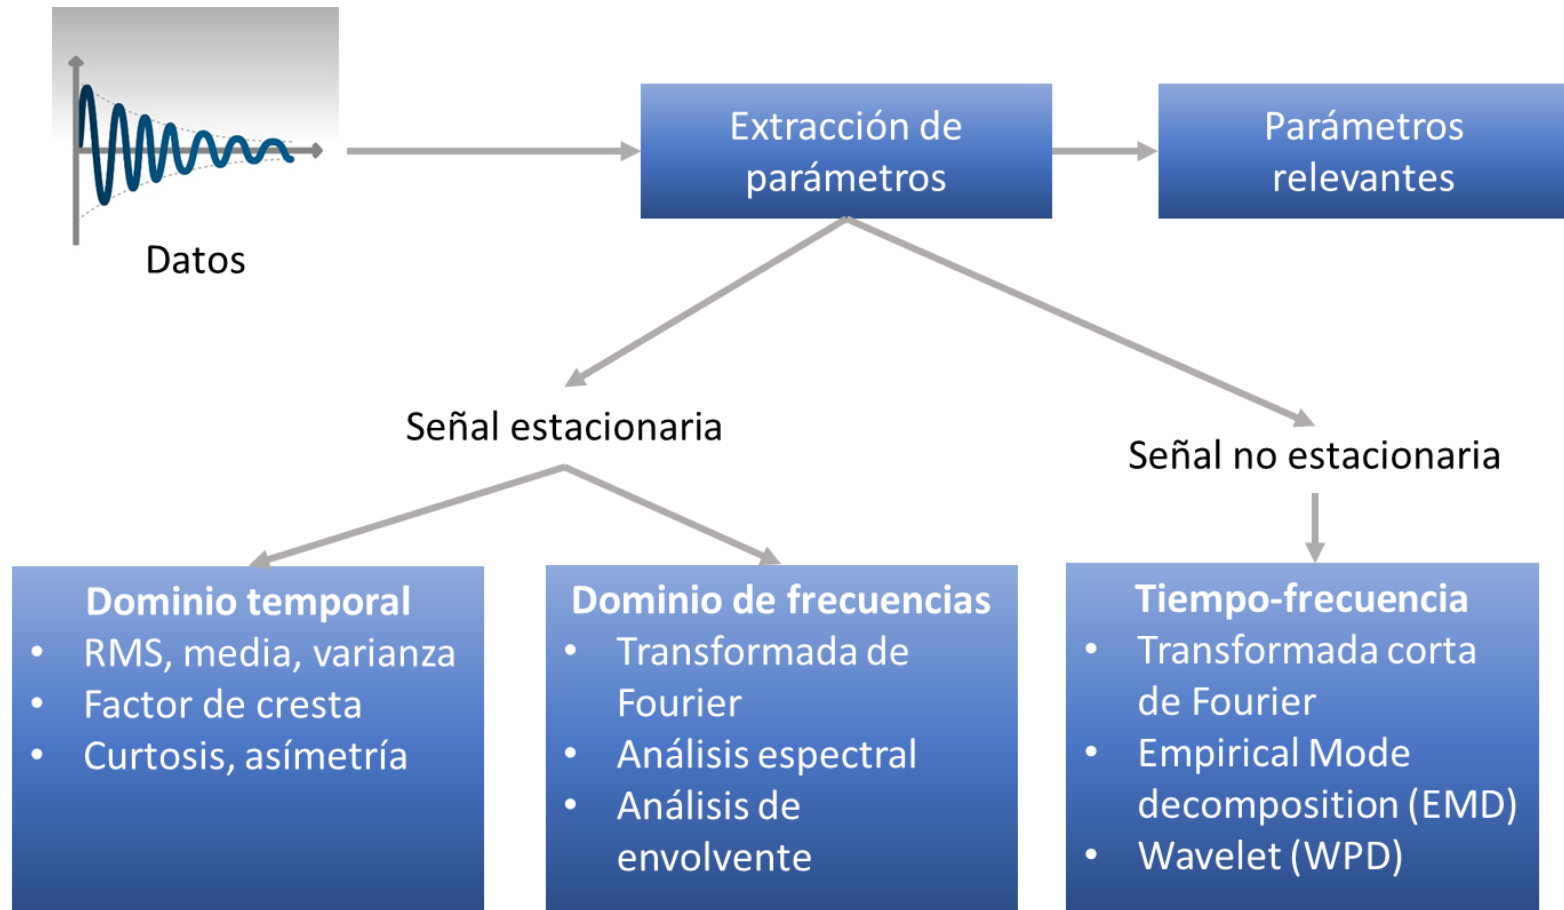 Extracción de
parámetros
Parámetros
relevantes
Datos
Señal estacionaria
Señal no estacionaria
Dominio temporal
• RMS, media, varianza
• Factor de cresta
• Curtosis, asímetría
Dominio de frecuencias
• Transformada de
Fourier
• Análisis espectral
• Análisis de
envolvente
Tiempo-frecuencia
• Transformada corta
de Fourier
• Empirical Mode
decomposition (EMD)
• Wavelet (WPD)